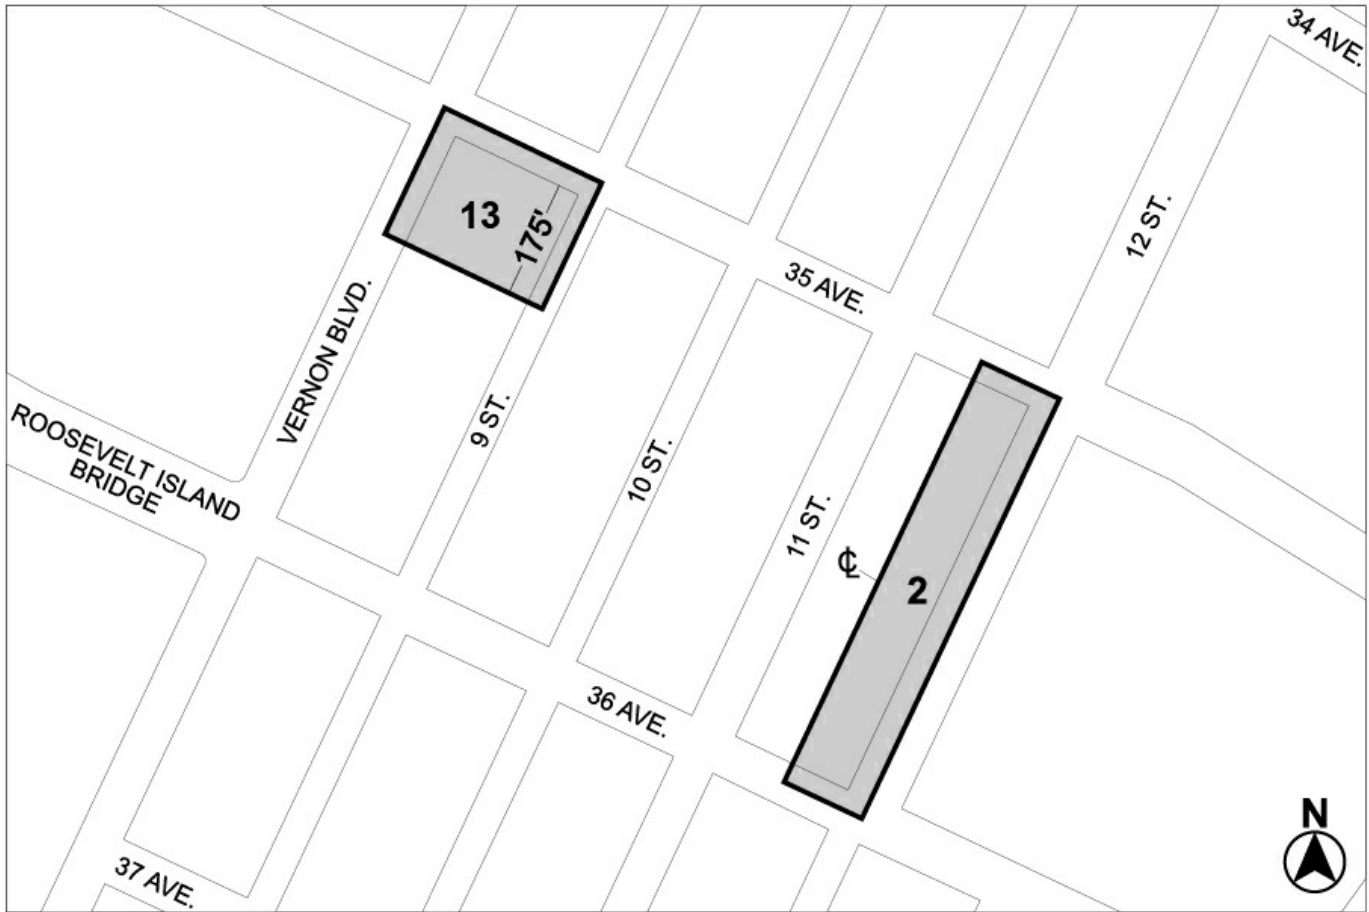 34 AVE.
12 ST.
13
175'
35 AVE.
VERNON BLVD.
9 ST.
10 ST.
11 ST.
ROOSEVELT ISLAND
BRIDGE
℄
2
36 AVE.
37 AVE.
N